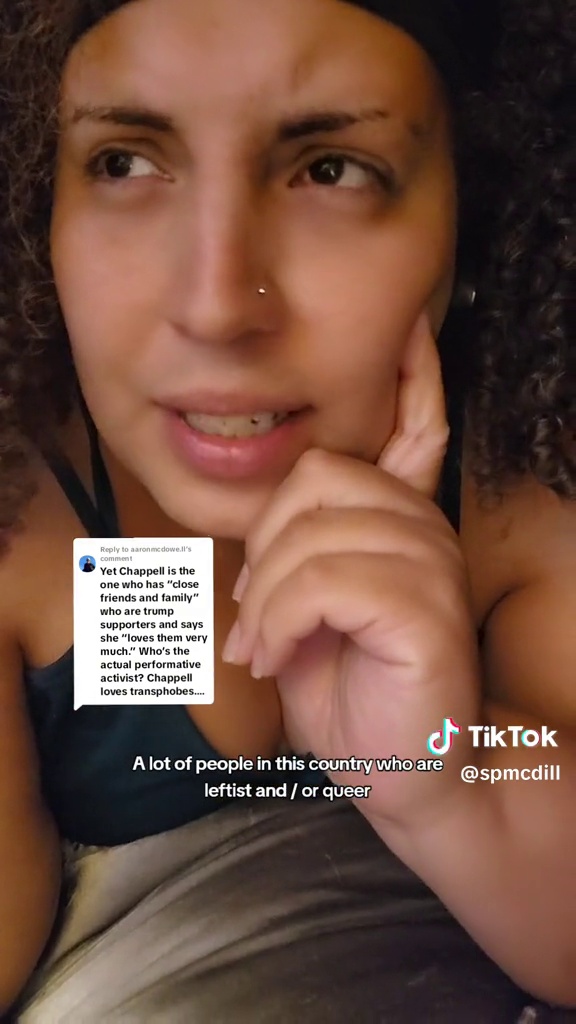 Reply to aaronmcdowe.ll's
comment
Yet Chappell is the
one who has “close
friends and family”
who are trump
supporters and says
she “loves them very
much.” Who’s the
actual performative
activist? Chappell
loves transphobes....
TikTok
@spmcdill
A lot of people in this country who are
leftist and / or queer